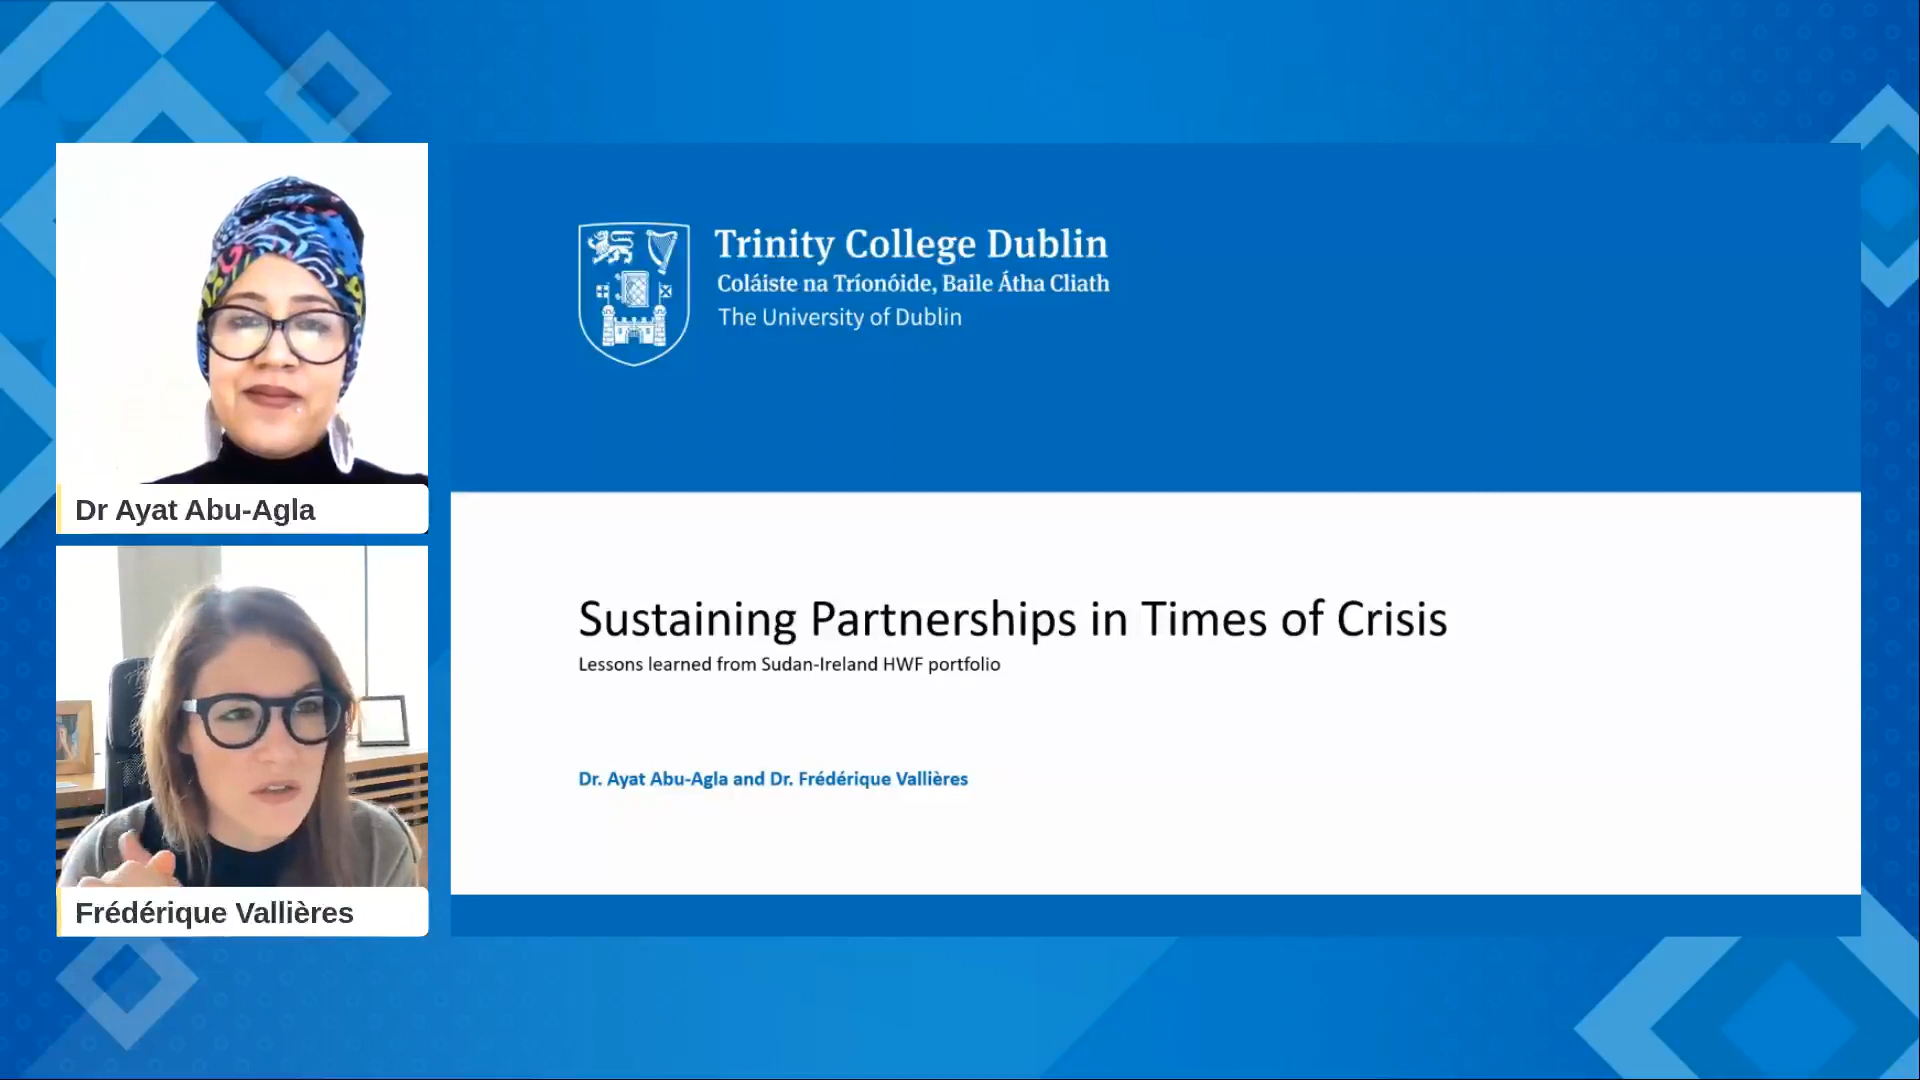 Dr Ayat Abu-Agla
Frédérique Vallières
Trinity College Dublin
Coláiste na Tríonóide, Baile Átha Cliath
The University of Dublin
Sustaining Partnerships in Times of Crisis
Lessons learned from Sudan-Ireland HWF portfolio
Dr. Ayat Abu-Agla and Dr. Frédérique Vallières